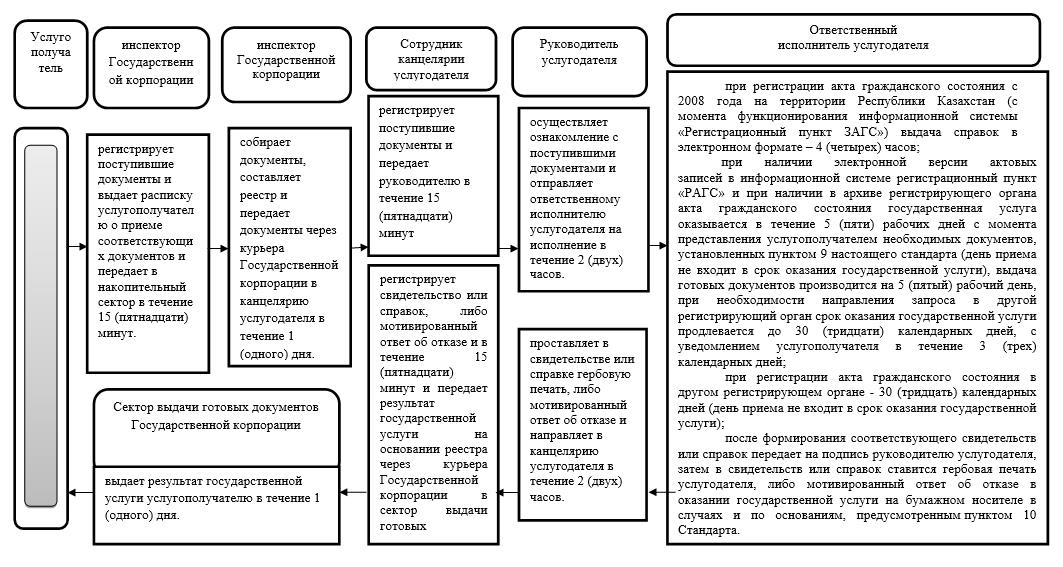 Услуго
получа
тель
инспектор
Государственн
ой корпорации
инспектор
Государственной
корпорации
Сотрудник
канцелярии
услугодателя
Руководитель
услугодателя
Ответственный
исполнитель услугодателя
регистрирует
поступившие
документы и
выдает расписку
услугополучател
ю о приеме
соответствующи
х документов и
передает в
накопительный
сектор в течение
15 (пятнадцати)
минут.
собирает
документы,
составляет
реестр и
передает
документы через
курьера
Государственной
корпорации в
канцелярию
услугодателя в
течение 1
(одного) дня.
регистрирует
поступившие
документы и
передает
руководителю в
течение 15
(пятнадцати)
минут
осуществляет
ознакомление с
поступившими
документами и
отправляет
ответственному
исполнителю
услугодателя на
исполнение в
течение 2 (двух)
часов.
при регистрации акта гражданского состояния с
2008 года на территории Республики Казахстан (с
момента функционирования информационной системы
«Регистрационный пункт ЗАГС») выдача справок в
электронном формате – 4 (четырех) часов;
при наличии электронной версии актовых
записей в информационной системе регистрационный пункт
«РАГС» и при наличии в архиве регистрирующего органа
акта гражданского состояния государственная услуга
оказывается в течение 5 (пяти) рабочих дней с момента
представления услугополучателем необходимых документов,
установленных пунктом 9 настоящего стандарта (день приема
не входит в срок оказания государственной услуги), выдача
готовых документов производится на 5 (пятый) рабочий день,
при необходимости направления запроса в другой
регистрирующий орган срок оказания государственной услуги
продлевается до 30 (тридцати) календарных дней, с
уведомлением услугополучателя в течение 3 (трех)
календарных дней;
при регистрации акта гражданского состояния в
другом регистрирующем органе - 30 (тридцать) календарных
дней (день приема не входит в срок оказания государственной
услуги);
после формирования соответствующего свидетельств
или справок передает на подпись руководителю услугодателя,
затем в свидетельств или справок ставится гербовая печать
услугодателя, либо мотивированный ответ об отказе в
оказании государственной услуги на бумажном носителе в
случаях и по основаниям, предусмотренным пунктом 10
Стандарта.
проставляет в
свидетельстве или
справке гербовую
печать, либо
мотивированный
ответ об отказе и
направляет в
канцелярию
услугодателя в
течение 2 (двух)
часов.
регистрирует
свидетельство или
справок, либо
мотивированный
ответ об отказе и в
течение 15
(пятнадцати)
минут и передает
результат
государственной
услуги на
основании реестра
через курьера
Государственной
корпорации в
сектор выдачи
готовых
Сектор выдачи готовых документов
Государственной корпорации
выдает результат государственной
услуги услугополучателю в течение 1
(одного) дня.